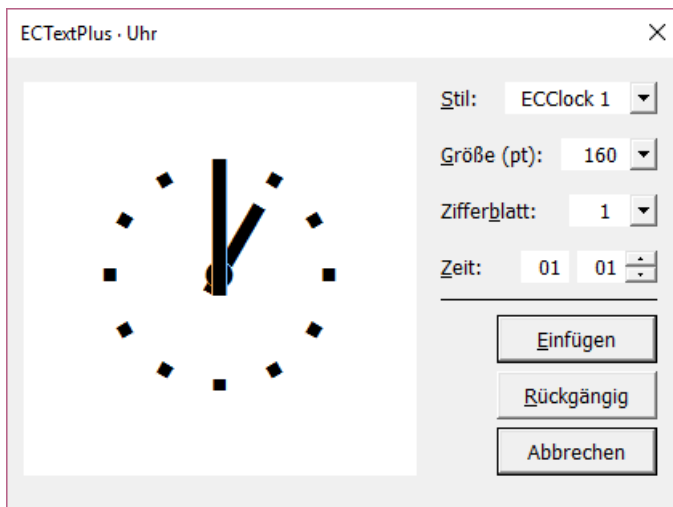 ECTextPlus · Uhr
Stil: ECClock 1
Größe (pt): 160
Zifferblatt: 1
Zeit: 01 01
Einfügen
Rückgängig
Abbrechen